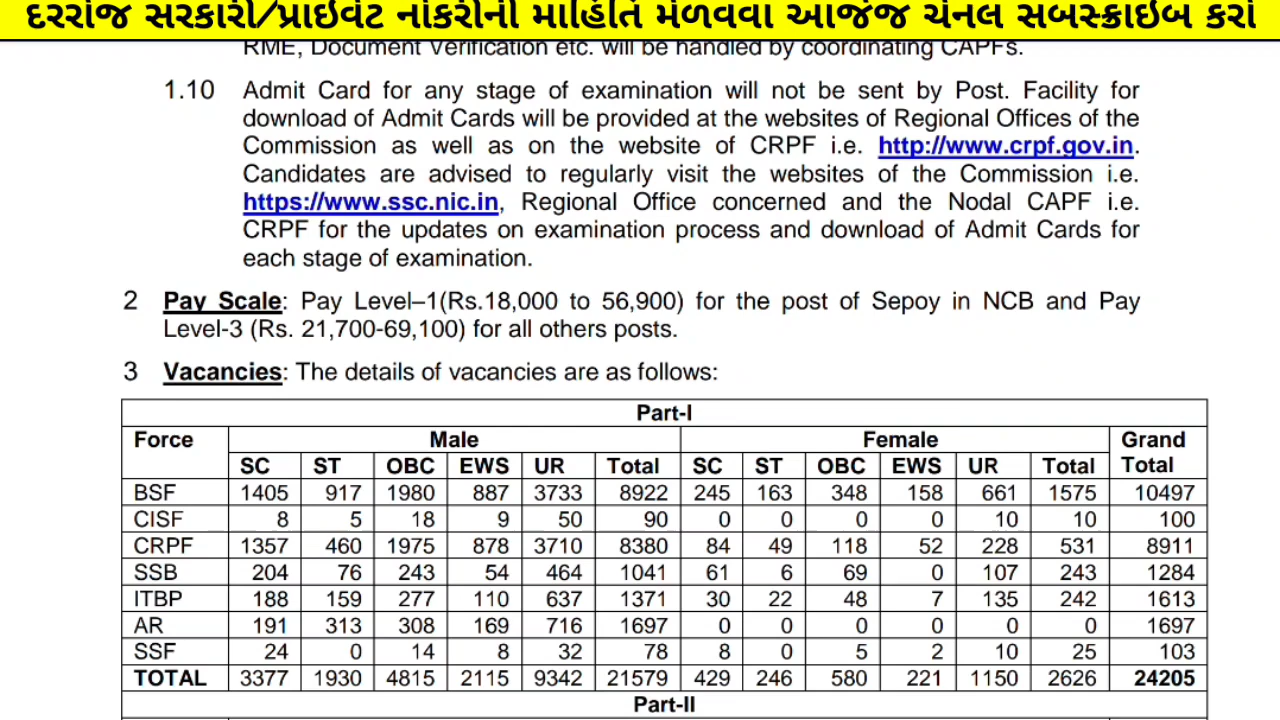 દરરોજ સરકારી/પ્રાઇવેટ નોકરીની માહિતિ મેળવવા આજેજ ચેનલ સબસ્ક્રાઇબ કરો
RME, Document Verification etc. will be handled by coordinating CAPFs.
1.10 Admit Card for any stage of examination will not be sent by Post. Facility for
download of Admit Cards will be provided at the websites of Regional Offices of the
Commission as well as on the website of CRPF i.e. http://www.crpf.gov.in.
Candidates are advised to regularly visit the websites of the Commission i.e.
https://www.ssc.nic.in, Regional Office concerned and the Nodal CAPF i.e.
CRPF for the updates on examination process and download of Admit Cards for
each stage of examination.
2 Pay Scale: Pay Level–1(Rs.18,000 to 56,900) for the post of Sepoy in NCB and Pay
Level-3 (Rs. 21,700-69,100) for all others posts.
3 Vacancies: The details of vacancies are as follows:
Part-I
Force Male Female Grand
SC ST OBC EWS UR Total SC ST OBC EWS UR Total Total
BSF 1405 917 1980 887 3733 8922 245 163 348 158 661 1575 10497
CISF 8 5 18 9 50 90 0 0 0 0 10 10 100
CRPF 1357 460 1975 878 3710 8380 84 49 118 52 228 531 8911
SSB 204 76 243 54 464 1041 61 6 69 0 107 243 1284
ITBP 188 159 277 110 637 1371 30 22 48 7 135 242 1613
AR 191 313 308 169 716 1697 0 0 0 0 0 0 1697
SSF 24 0 14 8 32 78 8 0 5 2 10 25 103
TOTAL 3377 1930 4815 2115 9342 21579 429 246 580 221 1150 2626 24205
Part-II